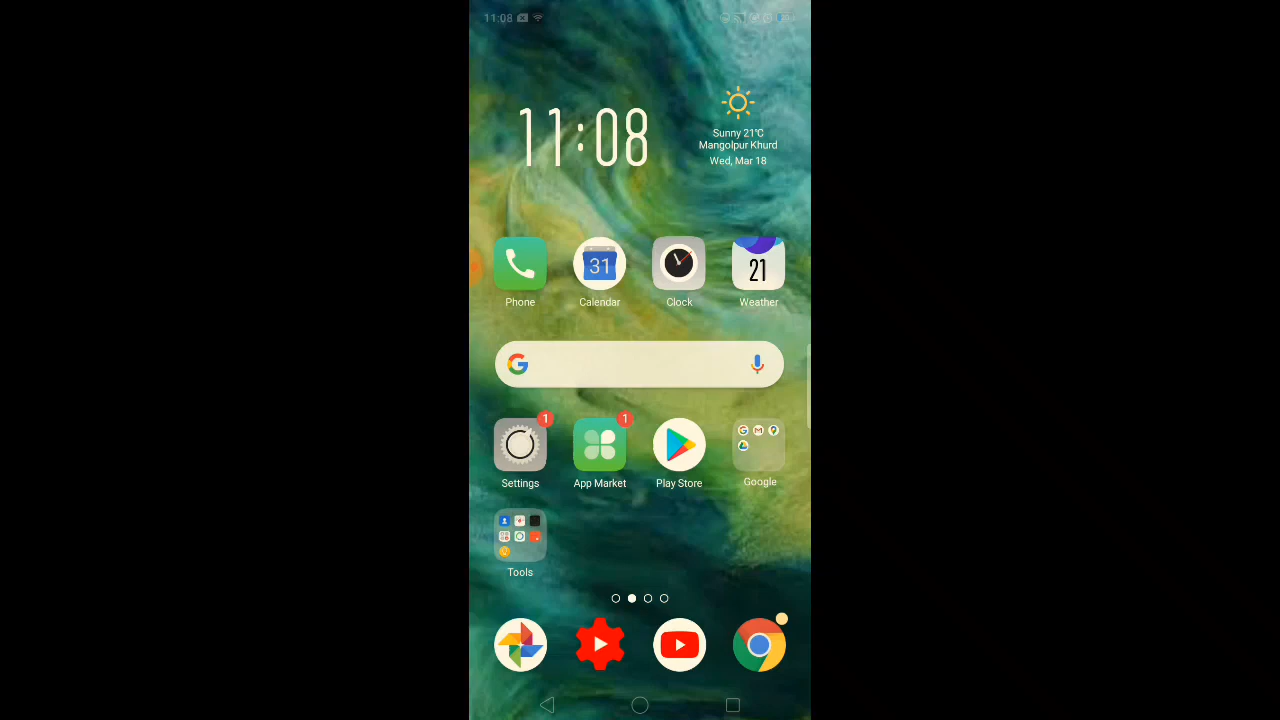 11:08
11:08
Sunny 21°C
Mangolpur Khurd
Wed, Mar 18
31
21
Phone
Calendar
Clock
Weather
G
1
1
Settings
App Market
Play Store
Google
Tools